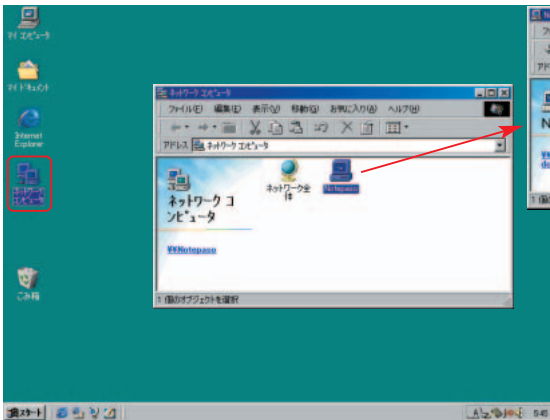 マイ コンピュータ
マイ ドキュメント
Internet
Explorer
ネットワーク
コンピュータ
ごみ箱
ネットワーク コンピュータ
ファイル(F) 編集(E) 表示(V) 移動(G) お気に入り(A) ヘルプ(H)
アドレス ネットワーク コンピュータ
ネットワーク コ
ンピュータ
¥¥Notepaso
ネットワーク全
体
Notepaso
1 個のオブジェクトを選択
スタート